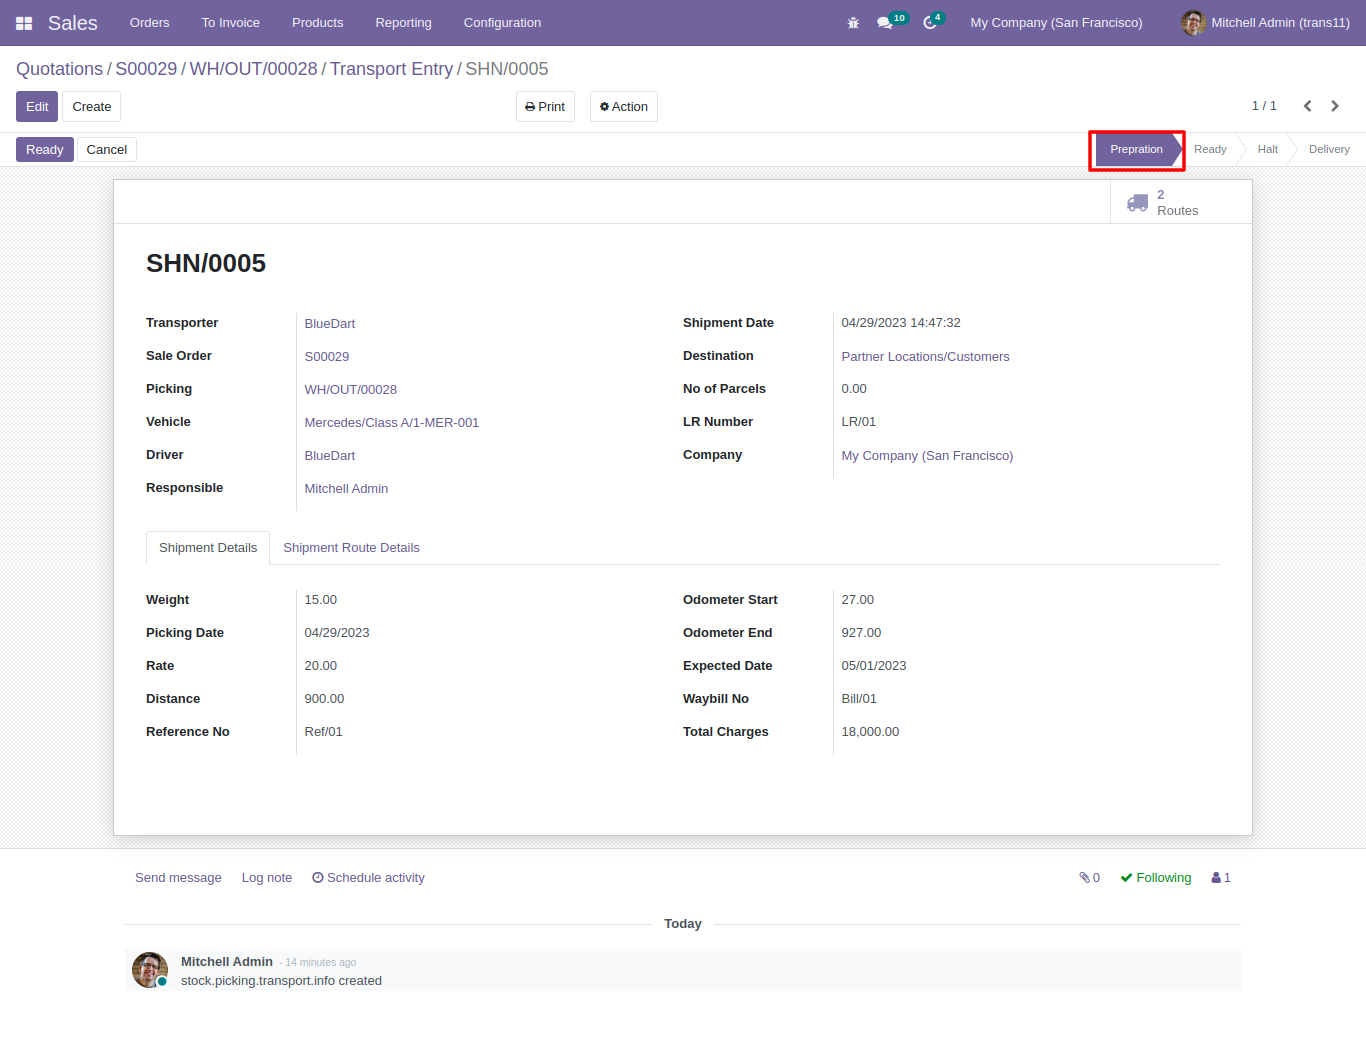 Sales Orders To Invoice Products Reporting Configuration 10 4 My Company (San Francisco) Mitchell Admin (trans11)
Quotations / S00029 / WH/OUT/00028 / Transport Entry / SHN/0005
Edit Create Print Action 1 / 1
Ready Cancel Prepration Ready Halt Delivery
2
Routes
SHN/0005
Transporter BlueDart Shipment Date 04/29/2023 14:47:32
Sale Order S00029 Destination Partner Locations/Customers
Picking WH/OUT/00028 No of Parcels 0.00
Vehicle Mercedes/Class A/1-MER-001 LR Number LR/01
Driver BlueDart Company My Company (San Francisco)
Responsible Mitchell Admin
Shipment Details Shipment Route Details
Weight 15.00 Odometer Start 27.00
Picking Date 04/29/2023 Odometer End 927.00
Rate 20.00 Expected Date 05/01/2023
Distance 900.00 Waybill No Bill/01
Reference No Ref/01 Total Charges 18,000.00
Send message Log note Schedule activity 0 Following 1
Today
Mitchell Admin - 14 minutes ago
stock.picking.transport.info created